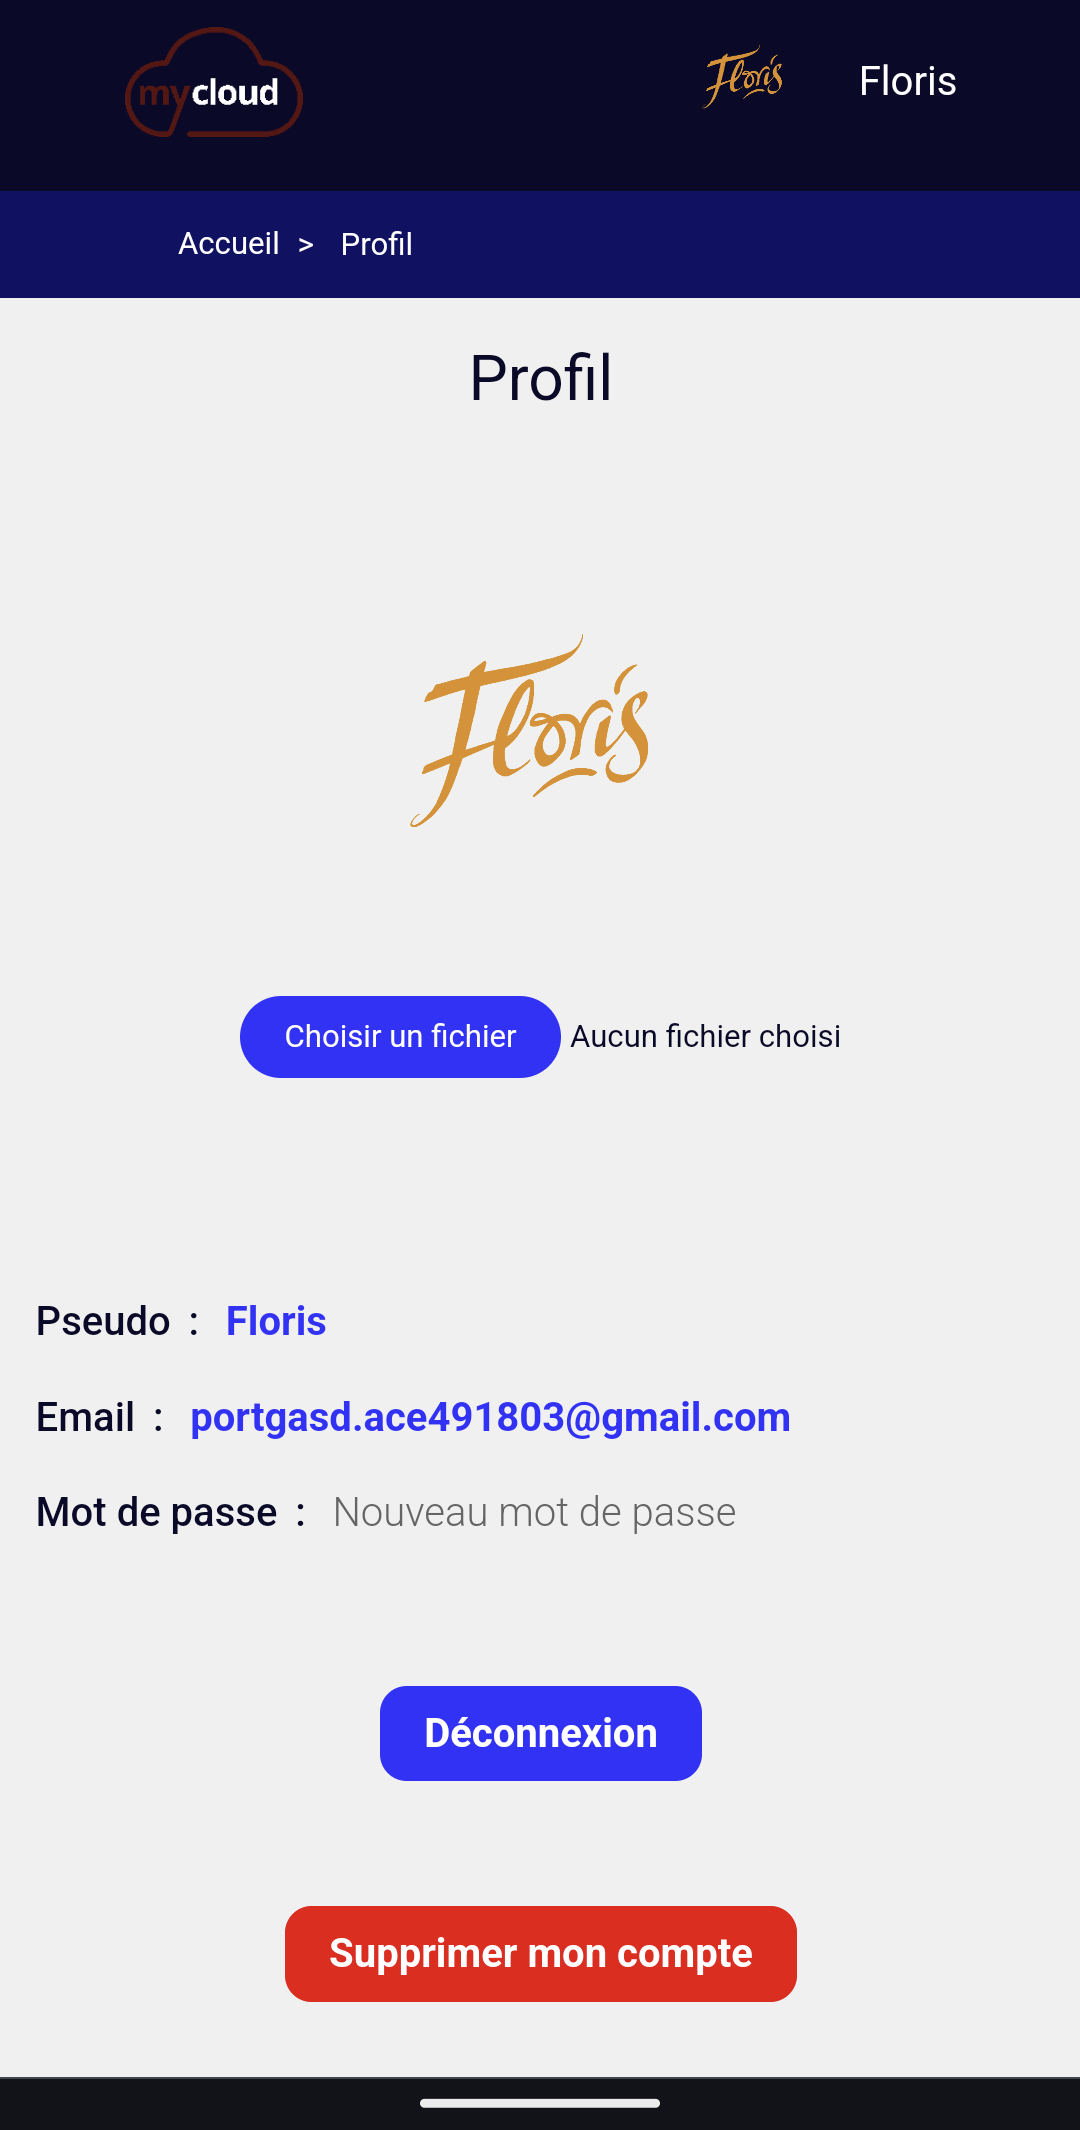 mycloud
Floris
Floris
Accueil > Profil
Profil
Floris
Choisir un fichier Aucun fichier choisi
Pseudo : Floris
Email : portgasd.ace491803@gmail.com
Mot de passe : Nouveau mot de passe
Déconnexion
Supprimer mon compte